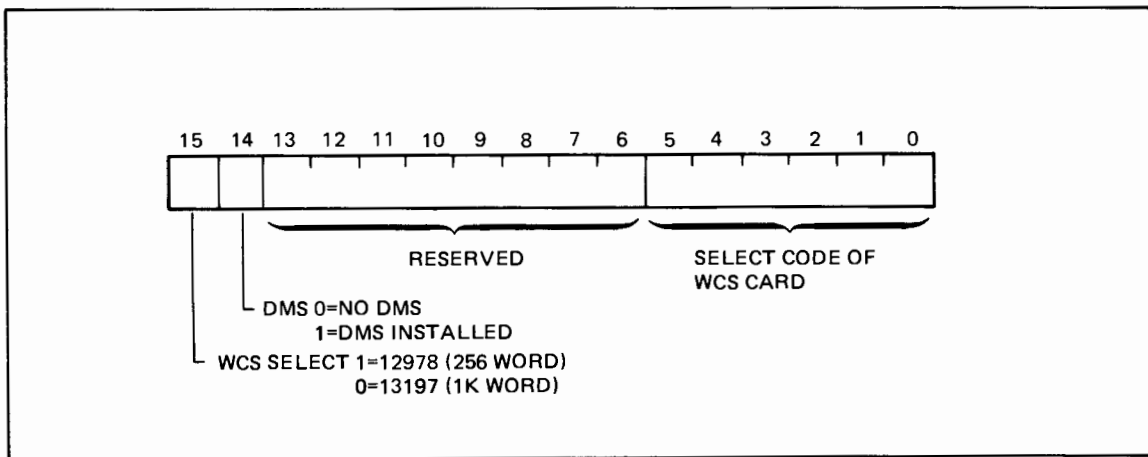 15 14 13 12 11 10 9 8 7 6 5 4 3 2 1 0
RESERVED
SELECT CODE OF
WCS CARD
DMS 0=NO DMS
1=DMS INSTALLED
WCS SELECT 1=12978 (256 WORD)
0=13197 (1K WORD)